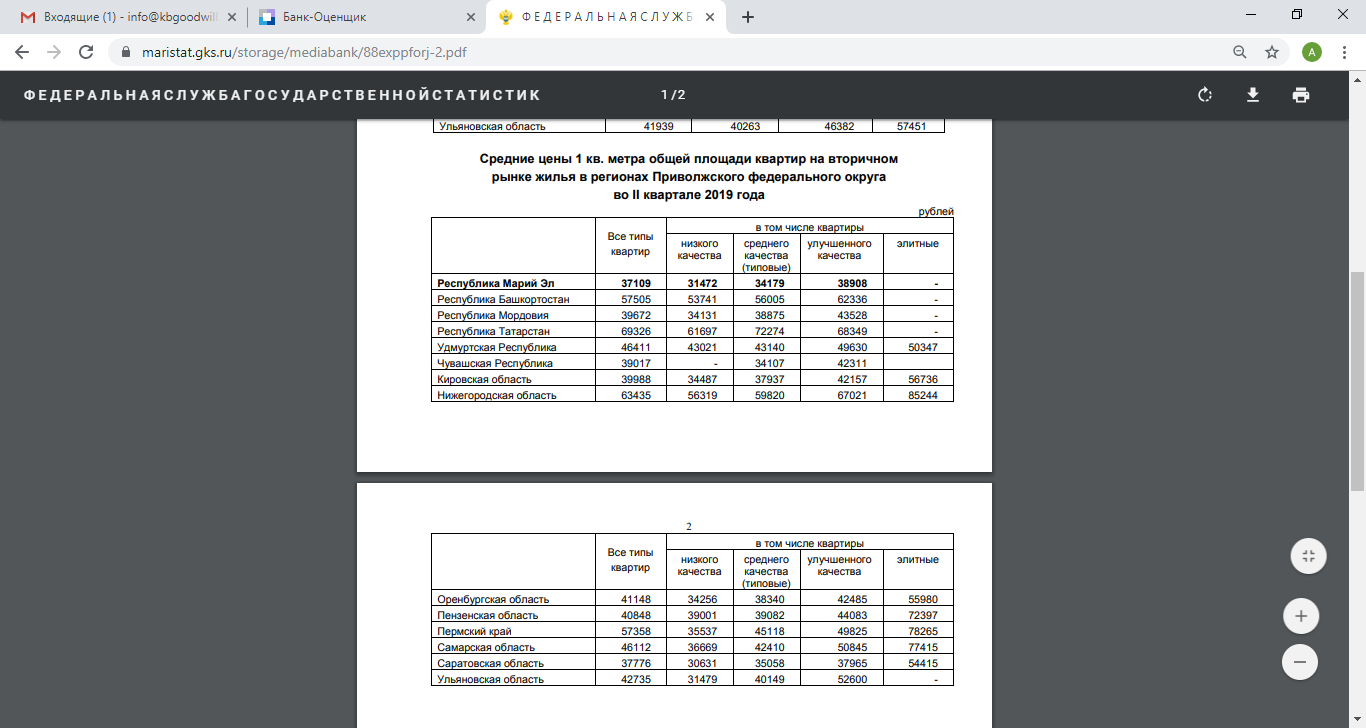 Входящие (1) - info@kbgoodwill
Банк-Оценщик
Ф Е Д Е Р А Л Ь Н А Я С Л У Ж Б
maristat.gks.ru/storage/mediabank/88exppforj-2.pdf
A
Ф Е Д Е Р А Л Ь Н А Я С Л У Ж Б А Г О С У Д А Р С Т В Е Н Н О Й С Т А Т И С Т И К
1 / 2
Ульяновская область 41939 40263 46382 57451
Средние цены 1 кв. метра общей площади квартир на вторичном
рынке жилья в регионах Приволжского федерального округа
во II квартале 2019 года
рублей
Все типы квартир
в том числе квартиры
низкого качества
среднего качества (типовые)
улучшенного качества
элитные
Республика Марий Эл 37109 31472 34179 38908 -
Республика Башкортостан 57505 53741 56005 62336 -
Республика Мордовия 39672 34131 38875 43528 -
Республика Татарстан 69326 61697 72274 68349 -
Удмуртская Республика 46411 43021 43140 49630 50347
Чувашская Республика 39017 - 34107 42311
Кировская область 39988 34487 37937 42157 56736
Нижегородская область 63435 56319 59820 67021 85244
2
Все типы квартир
в том числе квартиры
низкого качества
среднего качества (типовые)
улучшенного качества
элитные
Оренбургская область 41148 34256 38340 42485 55980
Пензенская область 40848 39001 39082 44083 72397
Пермский край 57358 35537 45118 49825 78265
Самарская область 46112 36669 42410 50845 77415
Саратовская область 37776 30631 35058 37965 54415
Ульяновская область 42735 31479 40149 52600 -